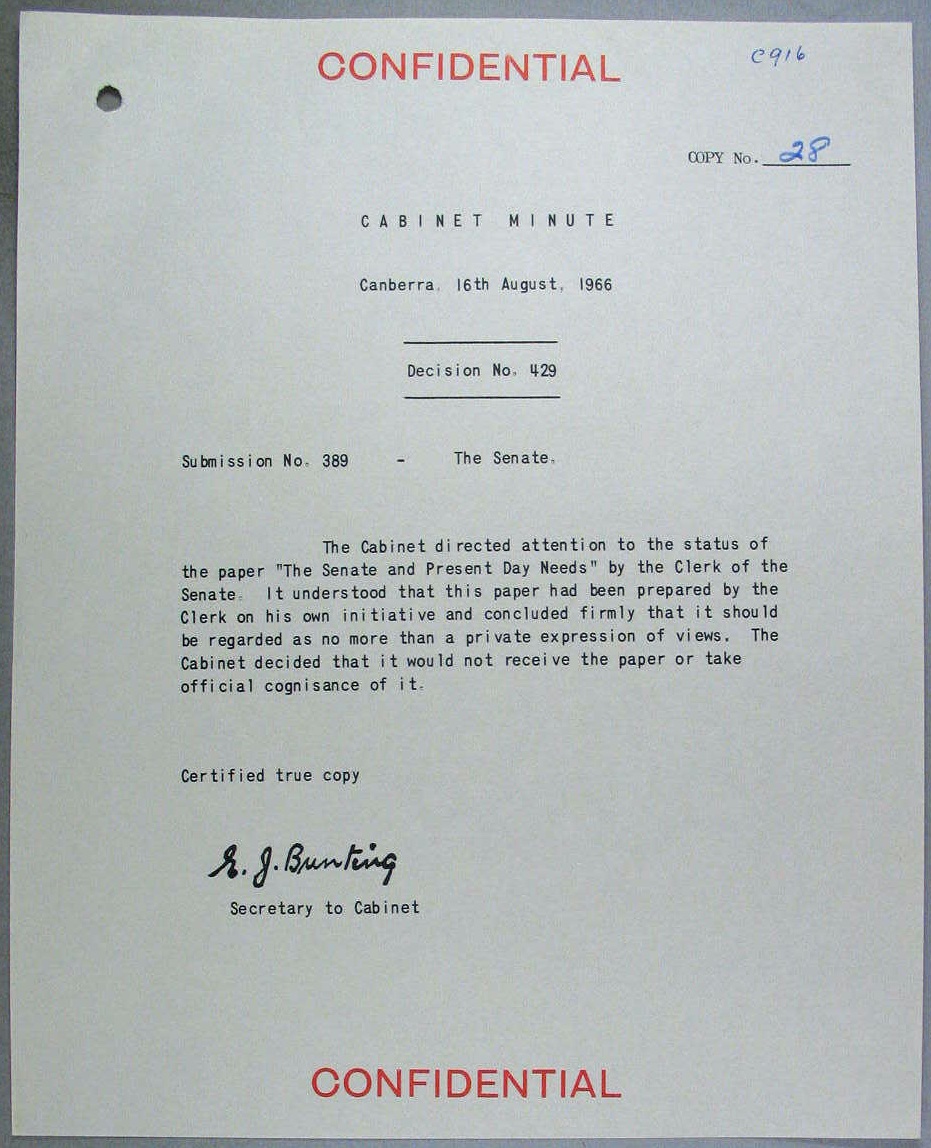 CONFIDENTIAL
C916
COPY No. 28
CABINET MINUTE
Canberra, 16th August, 1966
Decision No. 429
Submission No. 389 - The Senate.
The Cabinet directed attention to the status of
the paper "The Senate and Present Day Needs" by the Clerk of the
Senate. It understood that this paper had been prepared by the
Clerk on his own initiative and concluded firmly that it should
be regarded as no more than a private expression of views. The
Cabinet decided that it would not receive the paper or take
official cognisance of it.
Certified true copy
E. J. Bunting
Secretary to Cabinet
CONFIDENTIAL